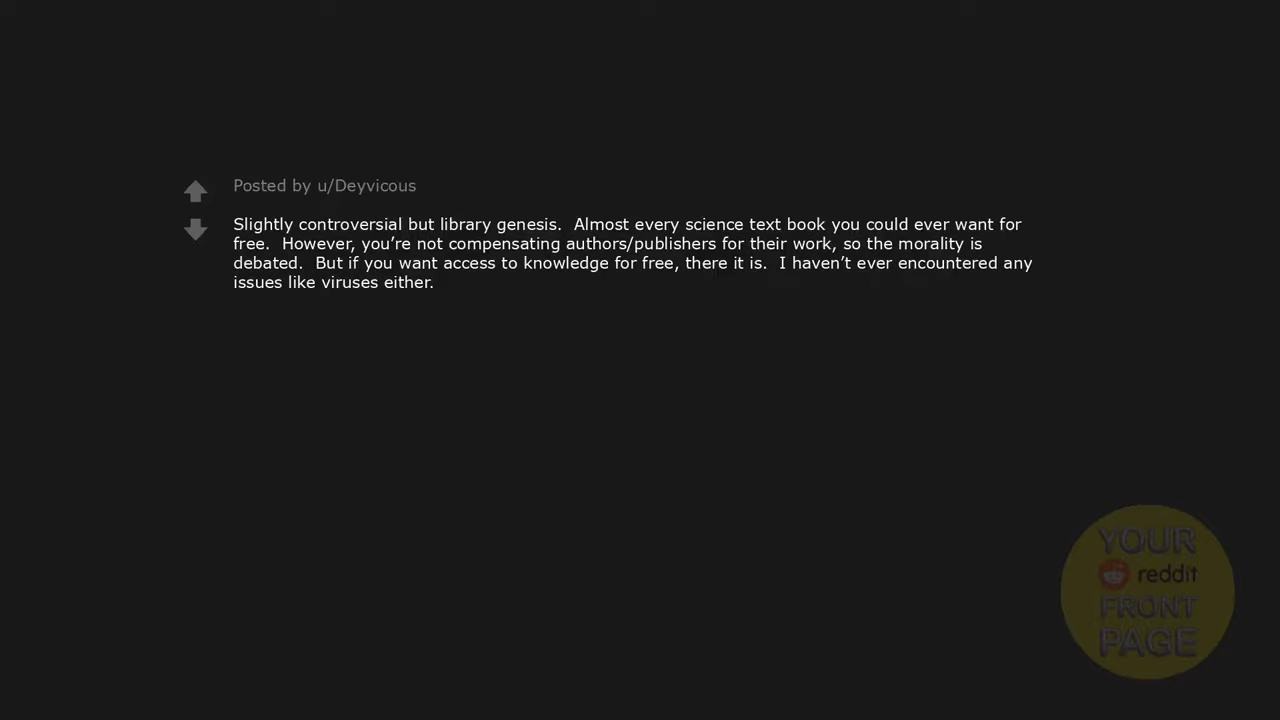 Posted by u/Deyvicous
Slightly controversial but library genesis.  Almost every science text book you could ever want for
free.  However, you’re not compensating authors/publishers for their work, so the morality is
debated.  But if you want access to knowledge for free, there it is.  I haven’t ever encountered any
issues like viruses either.
YOUR
reddit
FRONT
PAGE